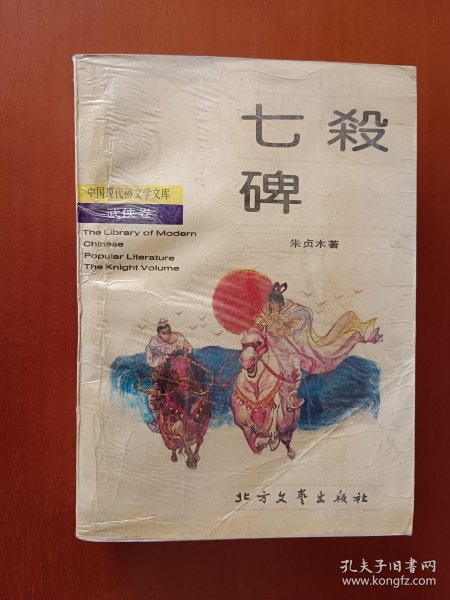 七殺
碑
朱贞木著
中国现代俗文学文库
武侠卷
The Library of Modern
Chinese
Popular Literature
The Knight Volume
北方文艺出版社
孔夫子旧书网
www.kongfz.com